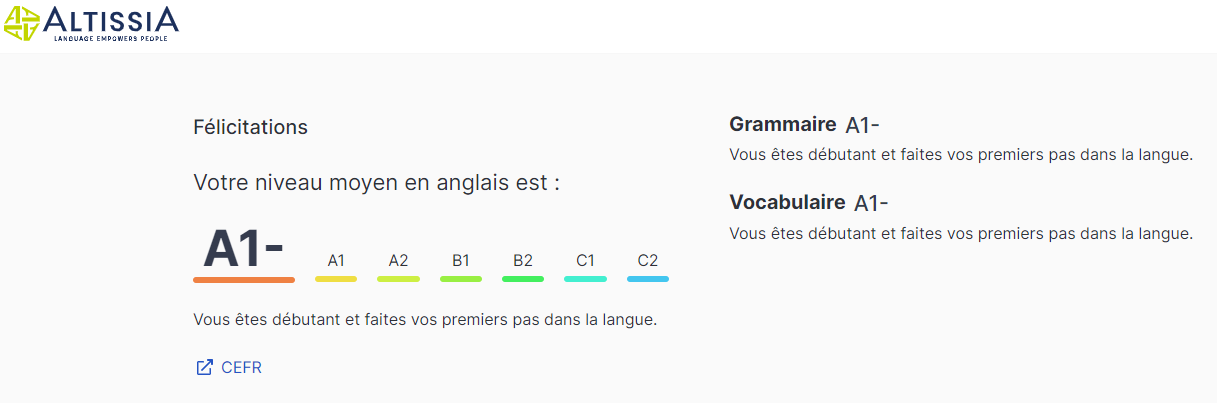 ALTISSIA
LANGUAGE EMPOWERS PEOPLE
Félicitations
Votre niveau moyen en anglais est :
A1- A1 A2 B1 B2 C1 C2
Vous êtes débutant et faites vos premiers pas dans la langue.
CEFR
Grammaire A1-
Vous êtes débutant et faites vos premiers pas dans la langue.
Vocabulaire A1-
Vous êtes débutant et faites vos premiers pas dans la langue.